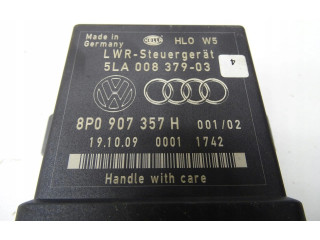 Made in
Germany
HELLA
HLO W5
LWR-Steuergerät
5LA 008 379-03
4
8P0 907 357 H 001/02
19.10.09 0001 1742
Handle with care